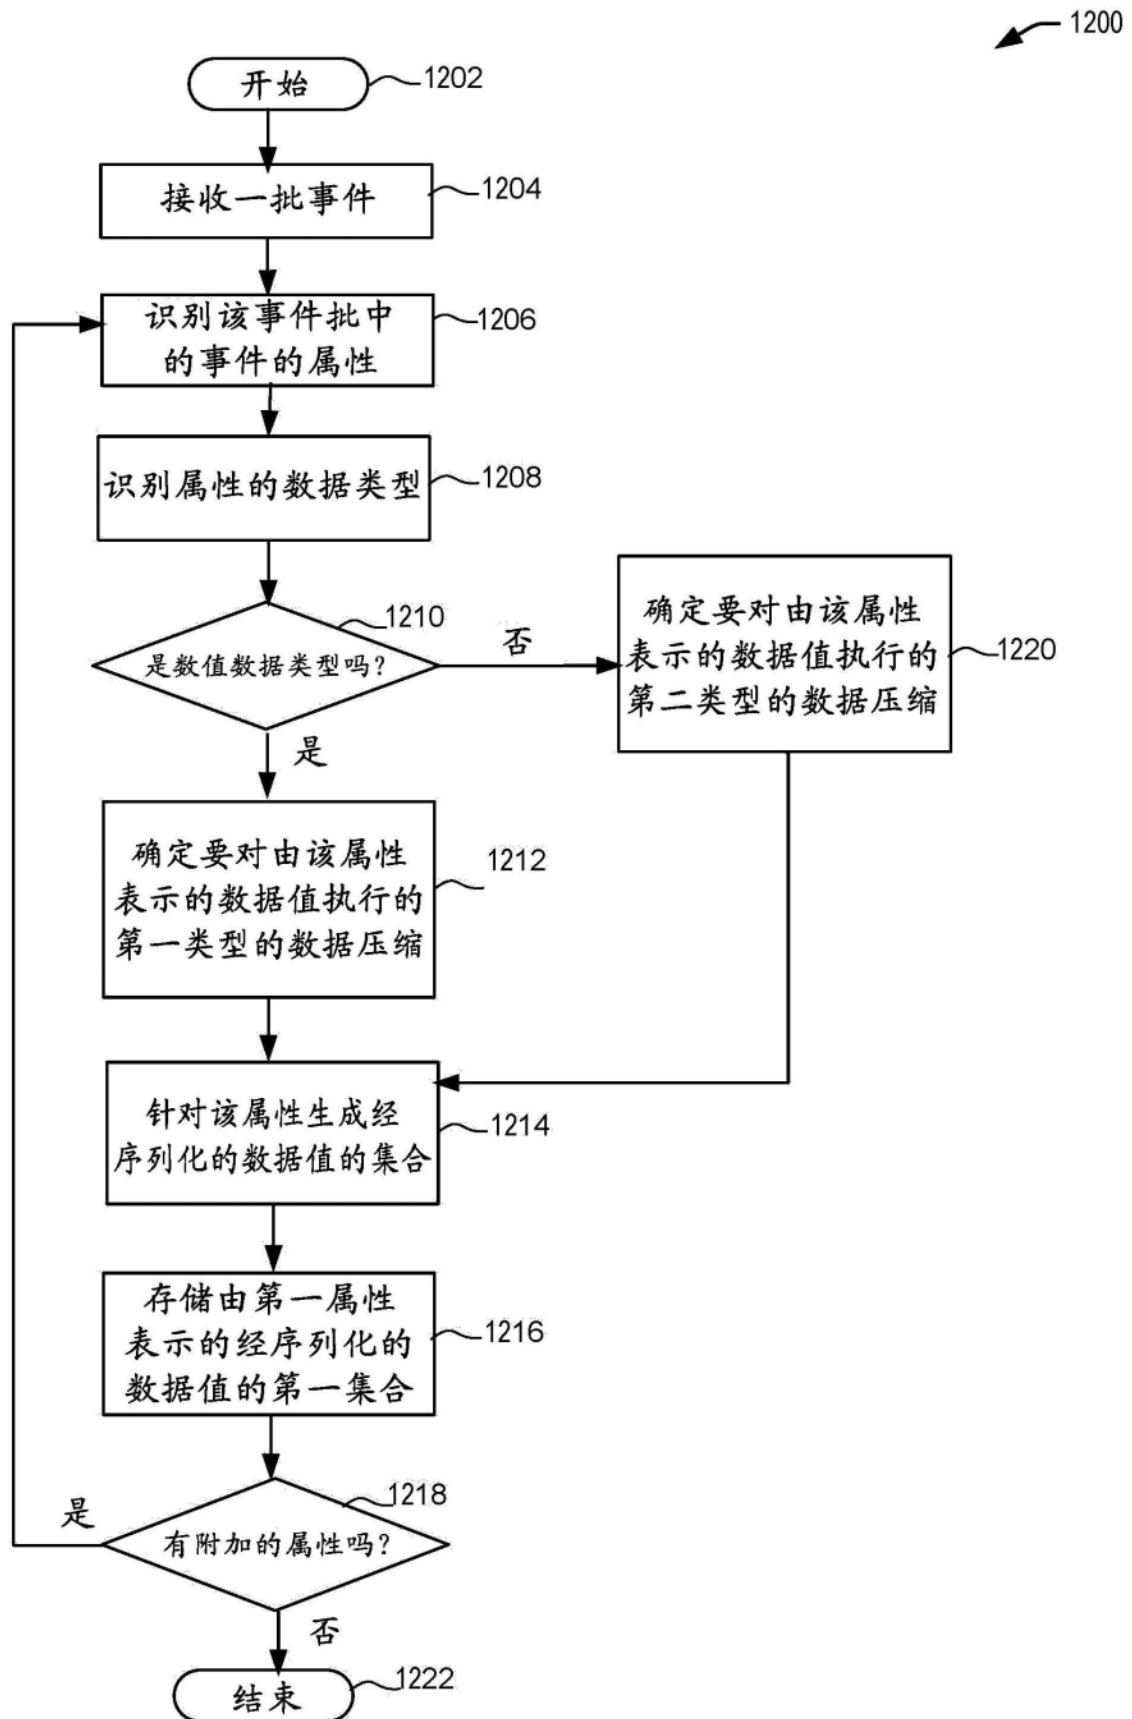 1200
开始
1202
接收一批事件
1204
识别该事件批中
的事件的属性
1206
识别属性的数据类型
1208
是数值数据类型吗?
1210
否
确定要对由该属性
表示的数据值执行的
第二类型的数据压缩
1220
是
确定要对由该属性
表示的数据值执行的
第一类型的数据压缩
1212
针对该属性生成经
序列化的数据值的集合
1214
存储由第一属性
表示的经序列化的
数据值的第一集合
1216
有附加的属性吗?
1218
是
否
结束
1222